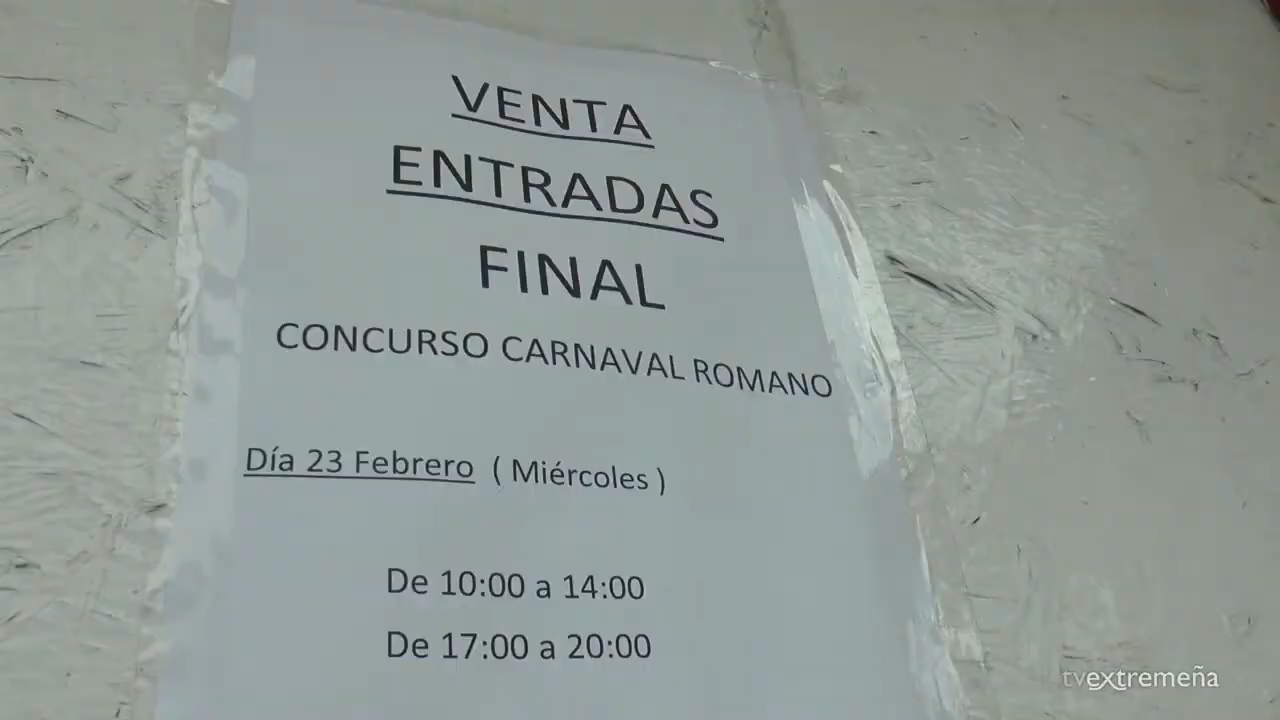 VENTA
ENTRADAS
FINAL
CONCURSO CARNAVAL ROMANO
Día 23 Febrero ( Miércoles )
De 10:00 a 14:00
De 17:00 a 20:00
tvextremeña